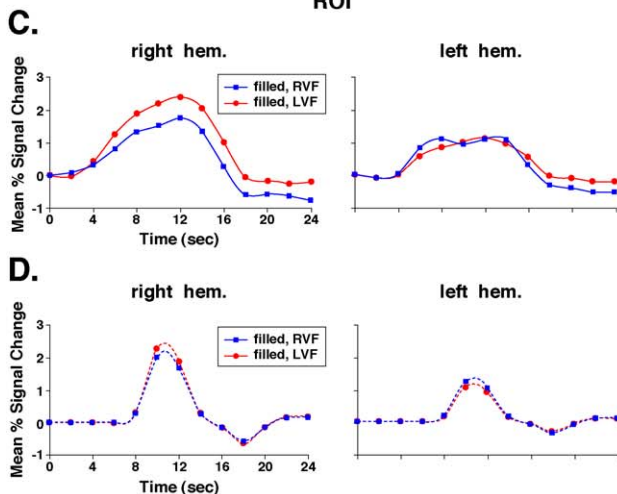 ROI
C.
right hem.
left hem.
Mean % Signal Change
3
2
1
0
-1
filled, RVF
filled, LVF
0 4 8 12 16 20 24
Time (sec)
D.
right hem.
left hem.
Mean % Signal Change
3
2
1
0
-1
filled, RVF
filled, LVF
0 4 8 12 16 20 24
Time (sec)